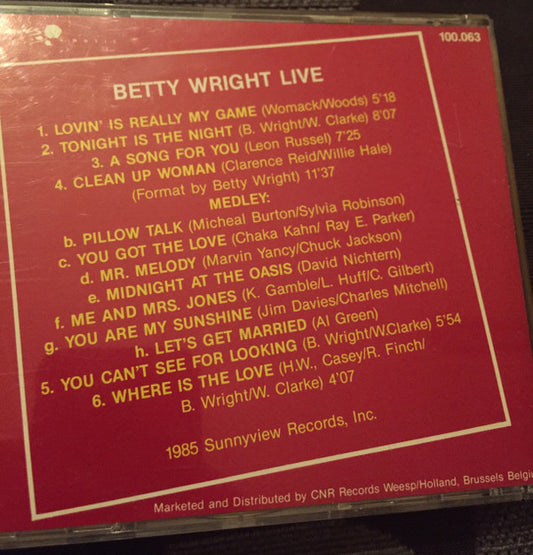 100.063
BETTY WRIGHT LIVE
1. LOVIN' IS REALLY MY GAME (Womack/Woods) 5'18
2. TONIGHT IS THE NIGHT (B. Wright/W. Clarke) 8'07
3. A SONG FOR YOU (Leon Russel) 7'25
4. CLEAN UP WOMAN (Clarence Reid/Willie Hale)
(Format by Betty Wright) 11'37
MEDLEY:
b. PILLOW TALK (Micheal Burton/Sylvia Robinson)
c. YOU GOT THE LOVE (Chaka Kahn/ Ray E. Parker)
d. MR. MELODY (Marvin Yancy/Chuck Jackson)
e. MIDNIGHT AT THE OASIS (David Nichtern)
f. ME AND MRS. JONES (K. Gamble/L. Huff/C. Gilbert)
g. YOU ARE MY SUNSHINE (Jim Davies/Charles Mitchell)
h. LET'S GET MARRIED (Al Green)
5. YOU CAN'T SEE FOR LOOKING (B. Wright/W.Clarke) 5'54
6. WHERE IS THE LOVE (H.W., Casey/R. Finch/
B. Wright/W. Clarke) 4'07
1985 Sunnyview Records, Inc.
Marketed and Distributed by CNR Records Weesp/Holland, Brussels Belgi